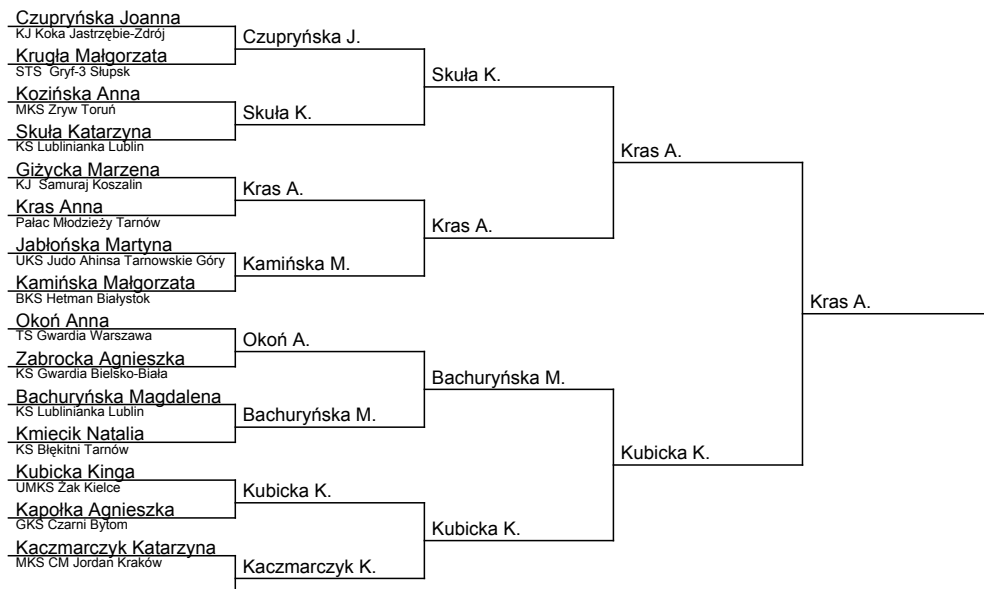 Czupryńska Joanna
KJ Koka Jastrzębie-Zdrój
Czupryńska J.
Krugła Małgorzata
STS Gryf-3 Słupsk
Skuła K.
Kozińska Anna
MKS Zryw Toruń
Skuła K.
Skuła Katarzyna
KS Lublinianka Lublin
Kras A.
Giżycka Marzena
KJ Samuraj Koszalin
Kras A.
Kras Anna
Pałac Młodzieży Tarnów
Kras A.
Jabłońska Martyna
UKS Judo Ahinsa Tarnowskie Góry
Kamińska M.
Kamińska Małgorzata
BKS Hetman Białystok
Kras A.
Okoń Anna
TS Gwardia Warszawa
Okoń A.
Zabrocka Agnieszka
KS Gwardia Bielsko-Biała
Bachuryńska M.
Bachuryńska Magdalena
KS Lublinianka Lublin
Bachuryńska M.
Kmiecik Natalia
KS Błękitni Tarnów
Kubicka K.
Kubicka Kinga
UMKS Żak Kielce
Kubicka K.
Kapołka Agnieszka
GKS Czarni Bytom
Kubicka K.
Kaczmarczyk Katarzyna
MKS CM Jordan Kraków
Kaczmarczyk K.